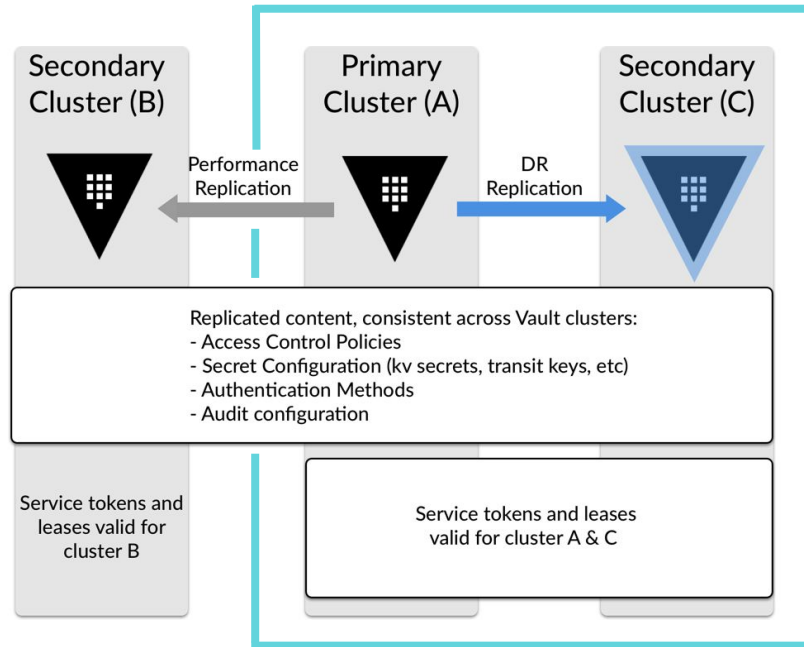 Secondary
Cluster (B)
Primary
Cluster (A)
Secondary
Cluster (C)
Performance
Replication
DR
Replication
Replicated content, consistent across Vault clusters:
- Access Control Policies
- Secret Configuration (kv secrets, transit keys, etc)
- Authentication Methods
- Audit configuration
Service tokens and
leases valid for
cluster B
Service tokens and leases
valid for cluster A & C